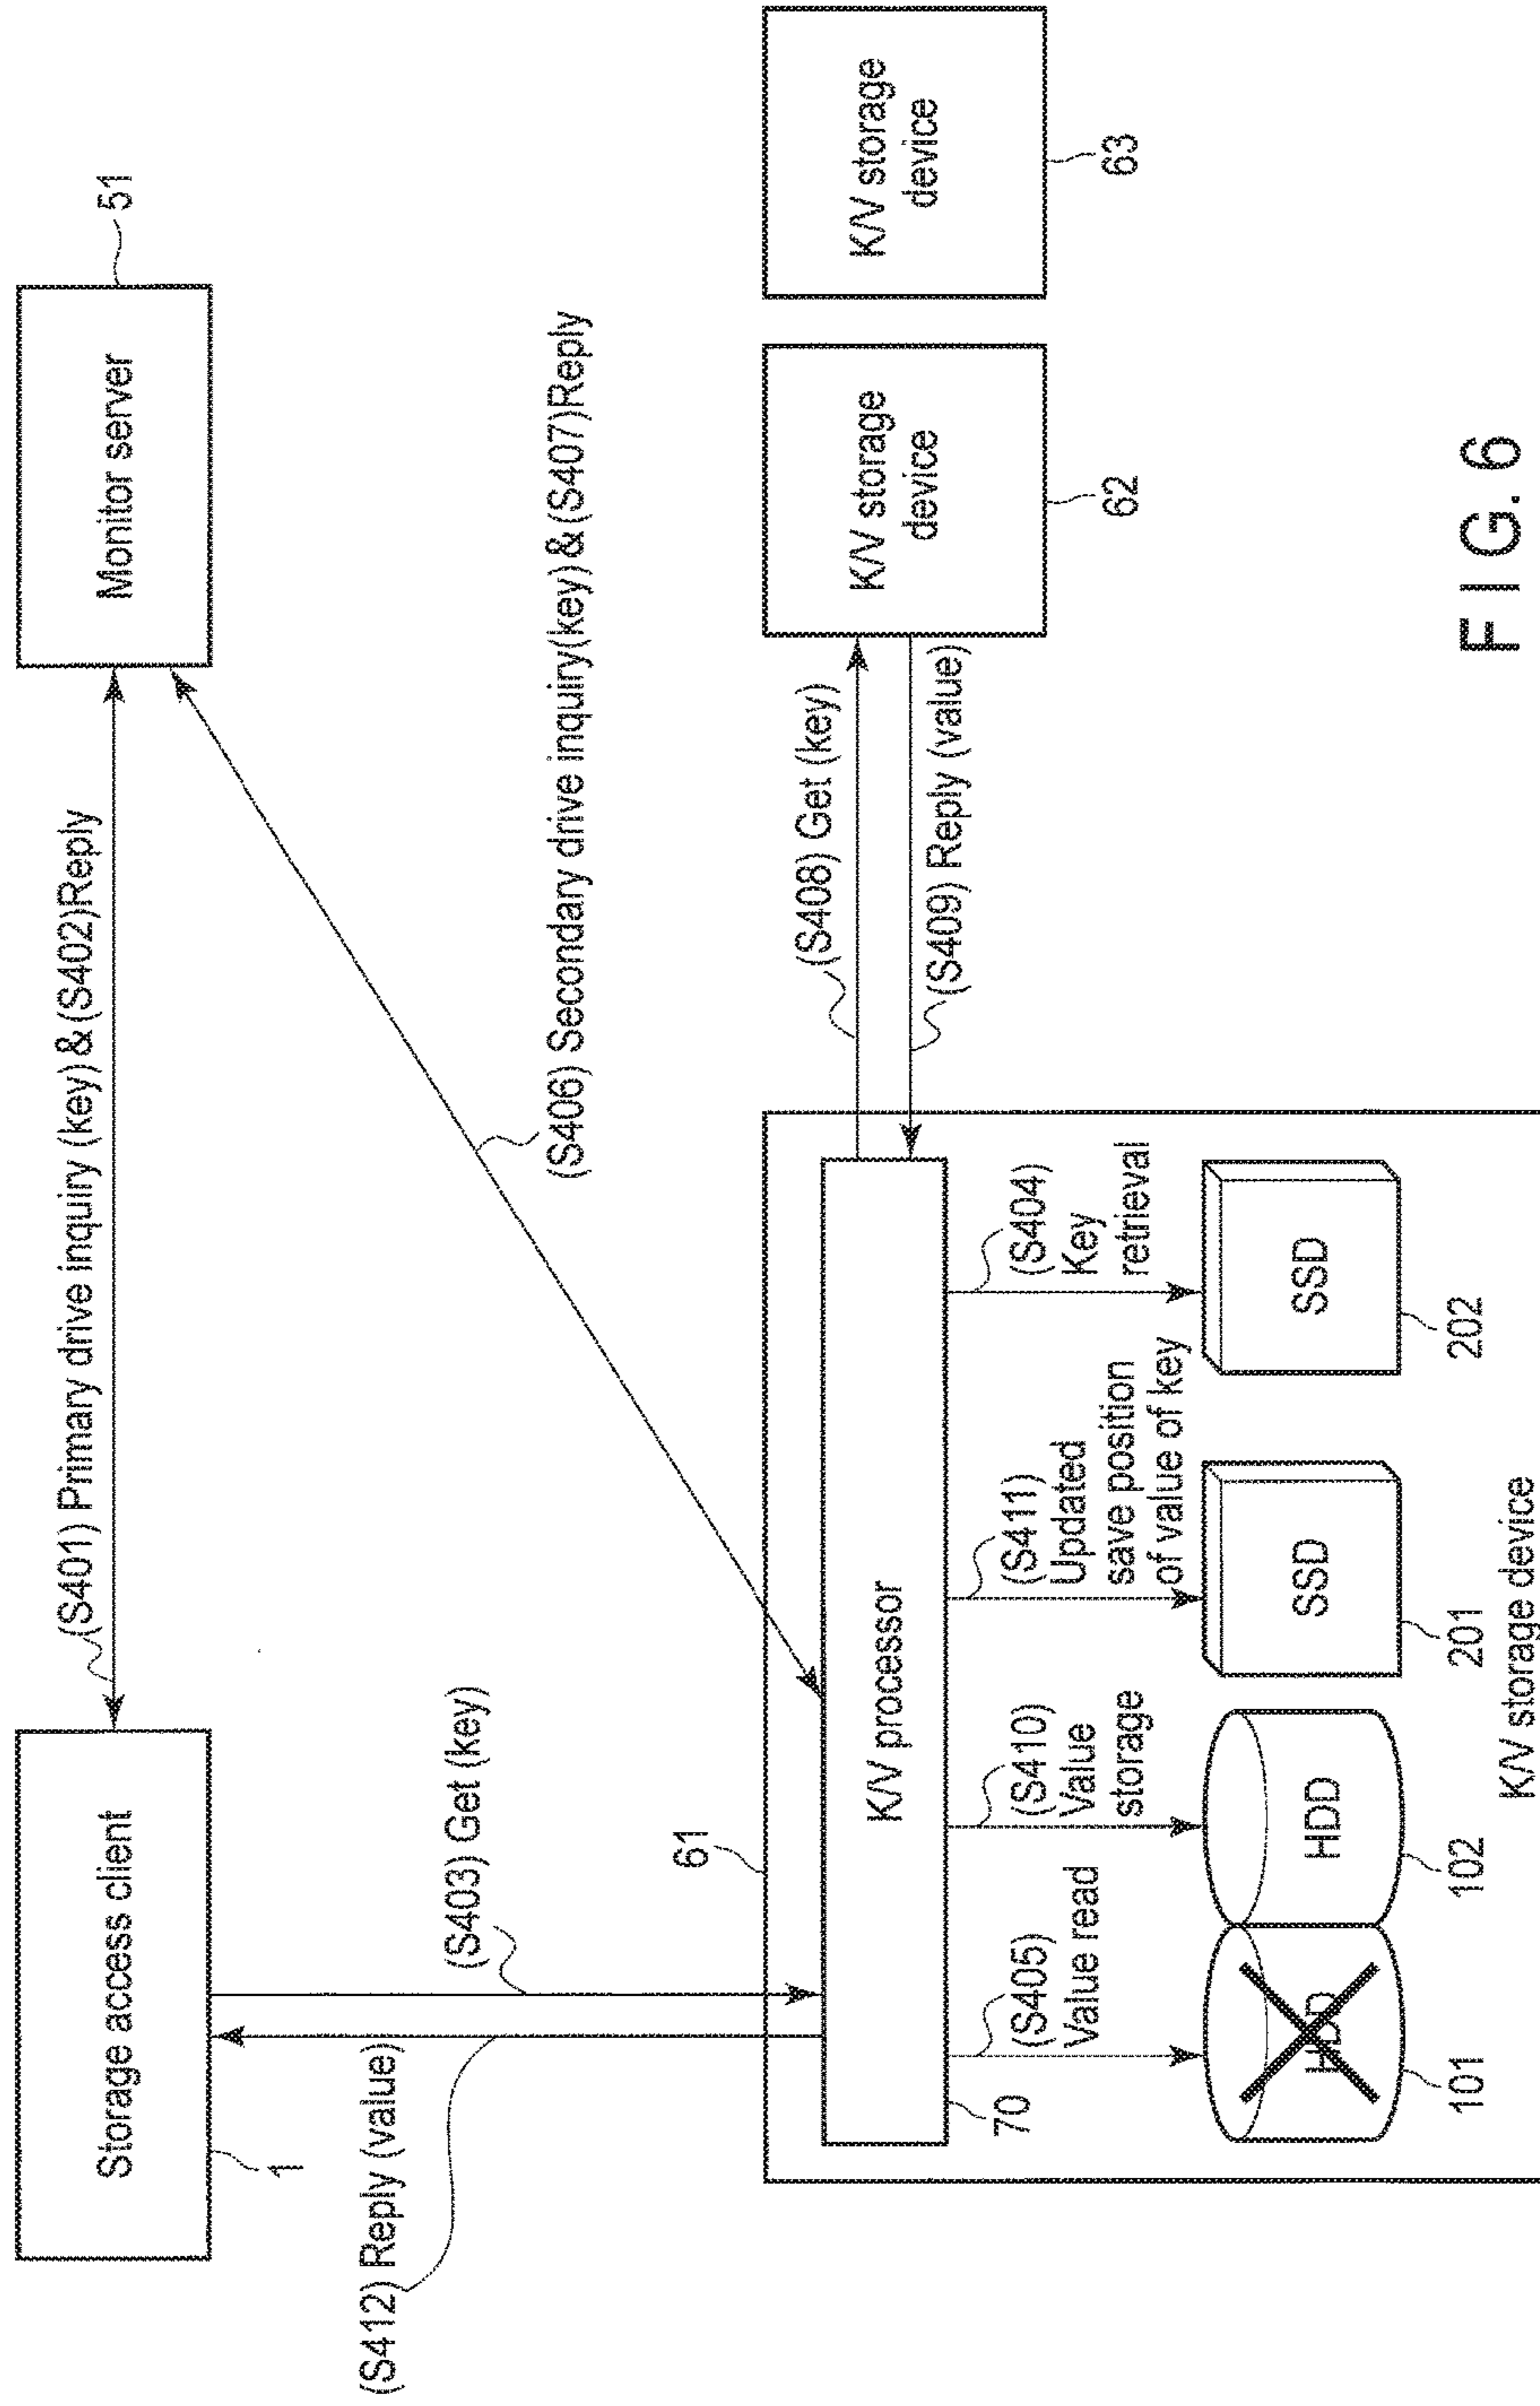 Storage access client
1
(S401) Primary drive inquiry (key) & (S402)Reply
Monitor server
51
(S412) Reply (value)
(S403) Get (key)
(S406) Secondary drive inquiry(key) & (S407)Reply
61
K/V processor
70
(S408) Get (key)
(S409) Reply (value)
K/V storage
device
62
K/V storage
device
63
(S405)
Value read
(S410)
Value
storage
(S411)
Updated
save position
of value of key
(S404)
Key
retrieval
HDD
101
HDD
102
SSD
201
SSD
202
K/V storage device
FIG. 6